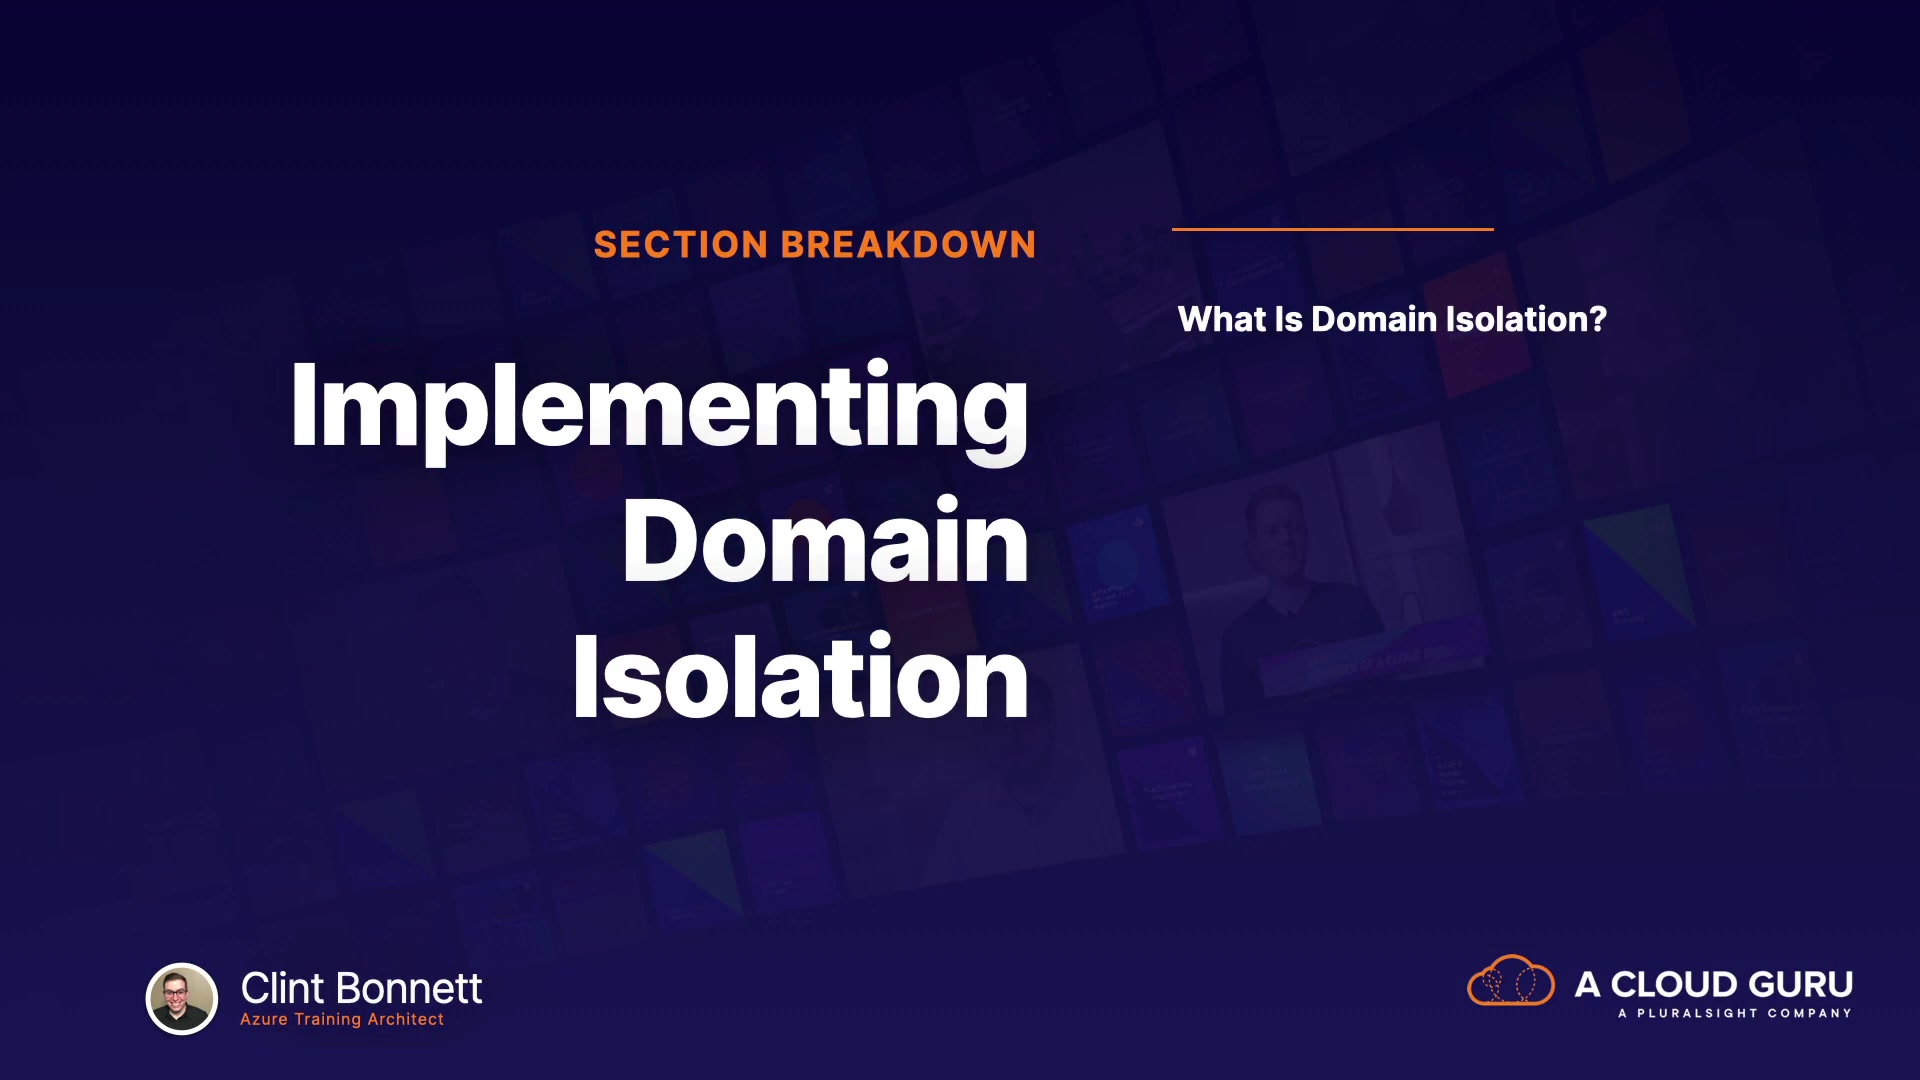 SECTION BREAKDOWN
Implementing
Domain
Isolation
What Is Domain Isolation?
Clint Bonnett
Azure Training Architect
A CLOUD GURU
A PLURALSIGHT COMPANY